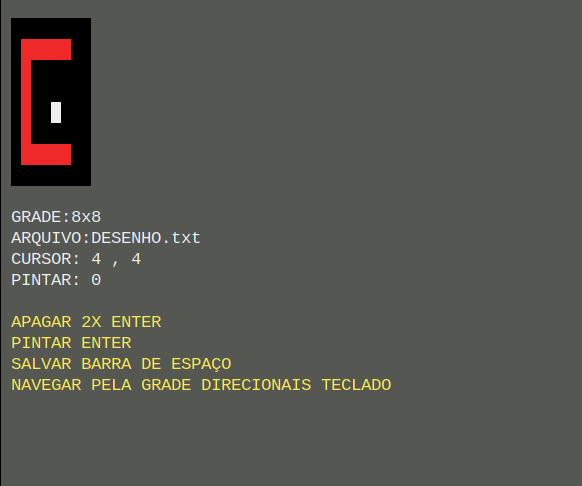 GRADE:8x8
ARQUIVO:DESENHO.txt
CURSOR: 4 , 4
PINTAR: 0
APAGAR 2X ENTER
PINTAR ENTER
SALVAR BARRA DE ESPAÇO
NAVEGAR PELA GRADE DIRECIONAIS TECLADO